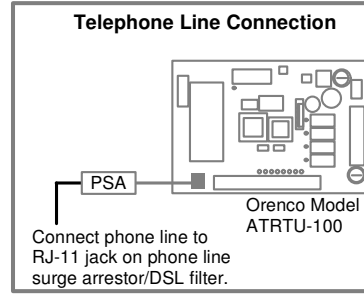 Telephone Line Connection
PSA
Orenco Model
ATRTU-100
Connect phone line to
RJ-11 jack on phone line
surge arrestor/DSL filter.